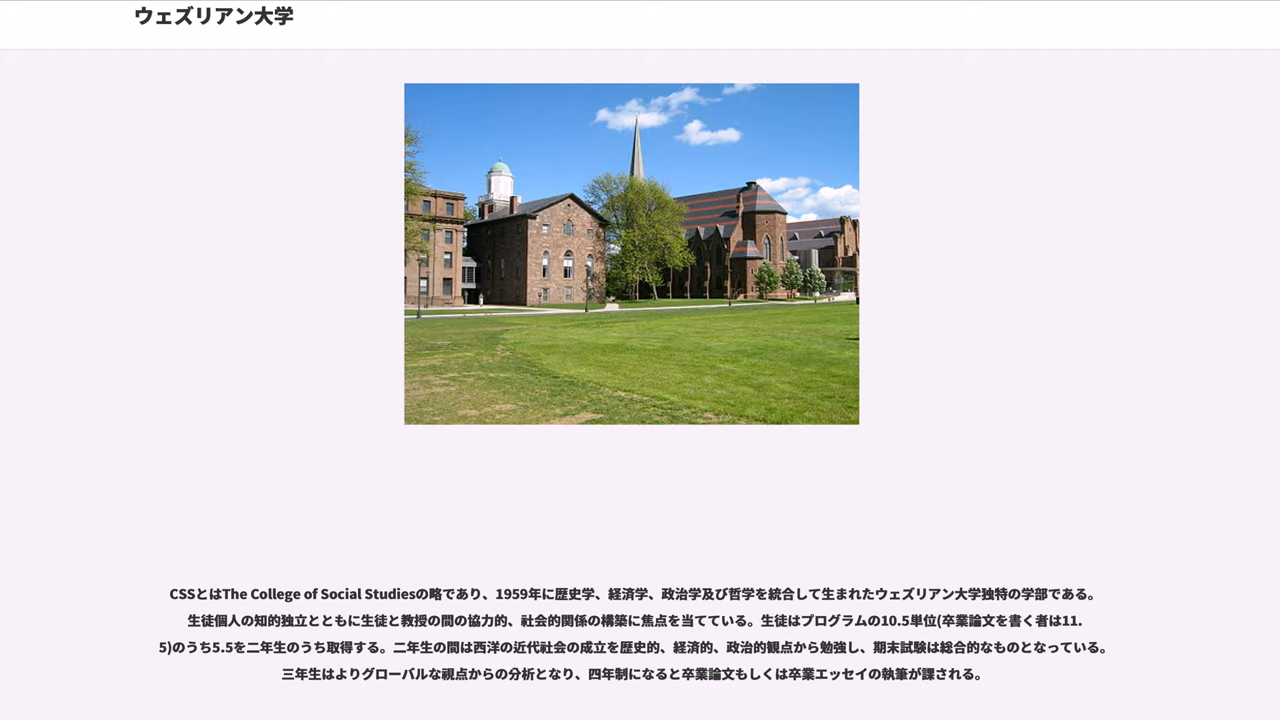 ウェズリアン大学
CSSとはThe College of Social Studiesの略であり、1959年に歴史学、経済学、政治学及び哲学を統合して生まれたウェズリアン大学独特の学部である。
生徒個人の知的独立とともに生徒と教授の間の協力的、社会的関係の構築に焦点を当てている。生徒はプログラムの10.5単位(卒業論文を書く者は11.
5)のうち5.5を二年生のうち取得する。二年生の間は西洋の近代社会の成立を歴史的、経済的、政治的観点から勉強し、期末試験は総合的なものとなっている。
三年生はよりグローバルな視点からの分析となり、四年制になると卒業論文もしくは卒業エッセイの執筆が課される。